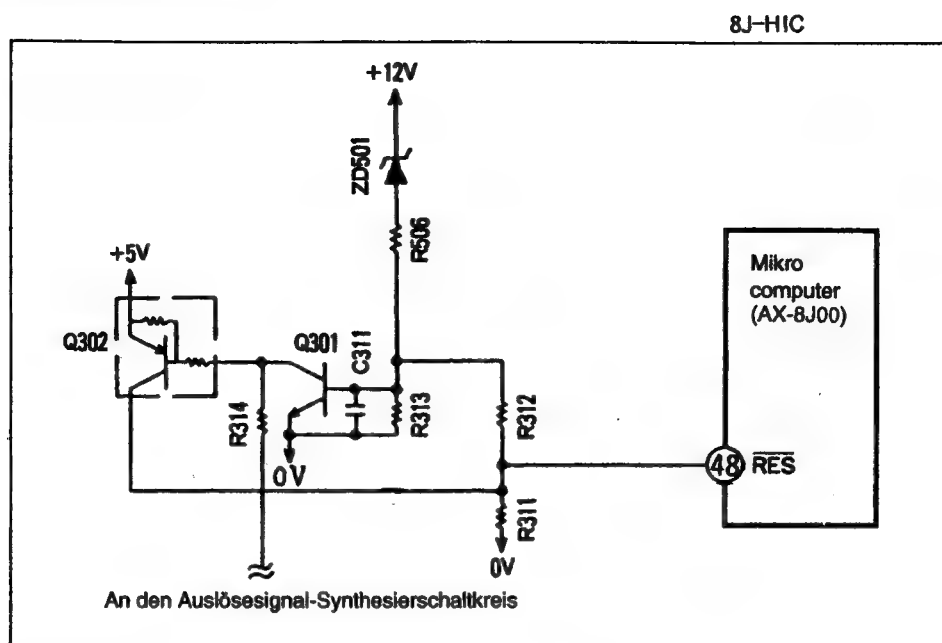 8J-HIC
+12V
ZD501
R506
+5V
Q302
Q301
C311
R314
R313
R312
0V
R311
0V
48
RES
Mikro
computer
(AX-8J00)
An den Auslösesignal-Synthesierschaltkreis